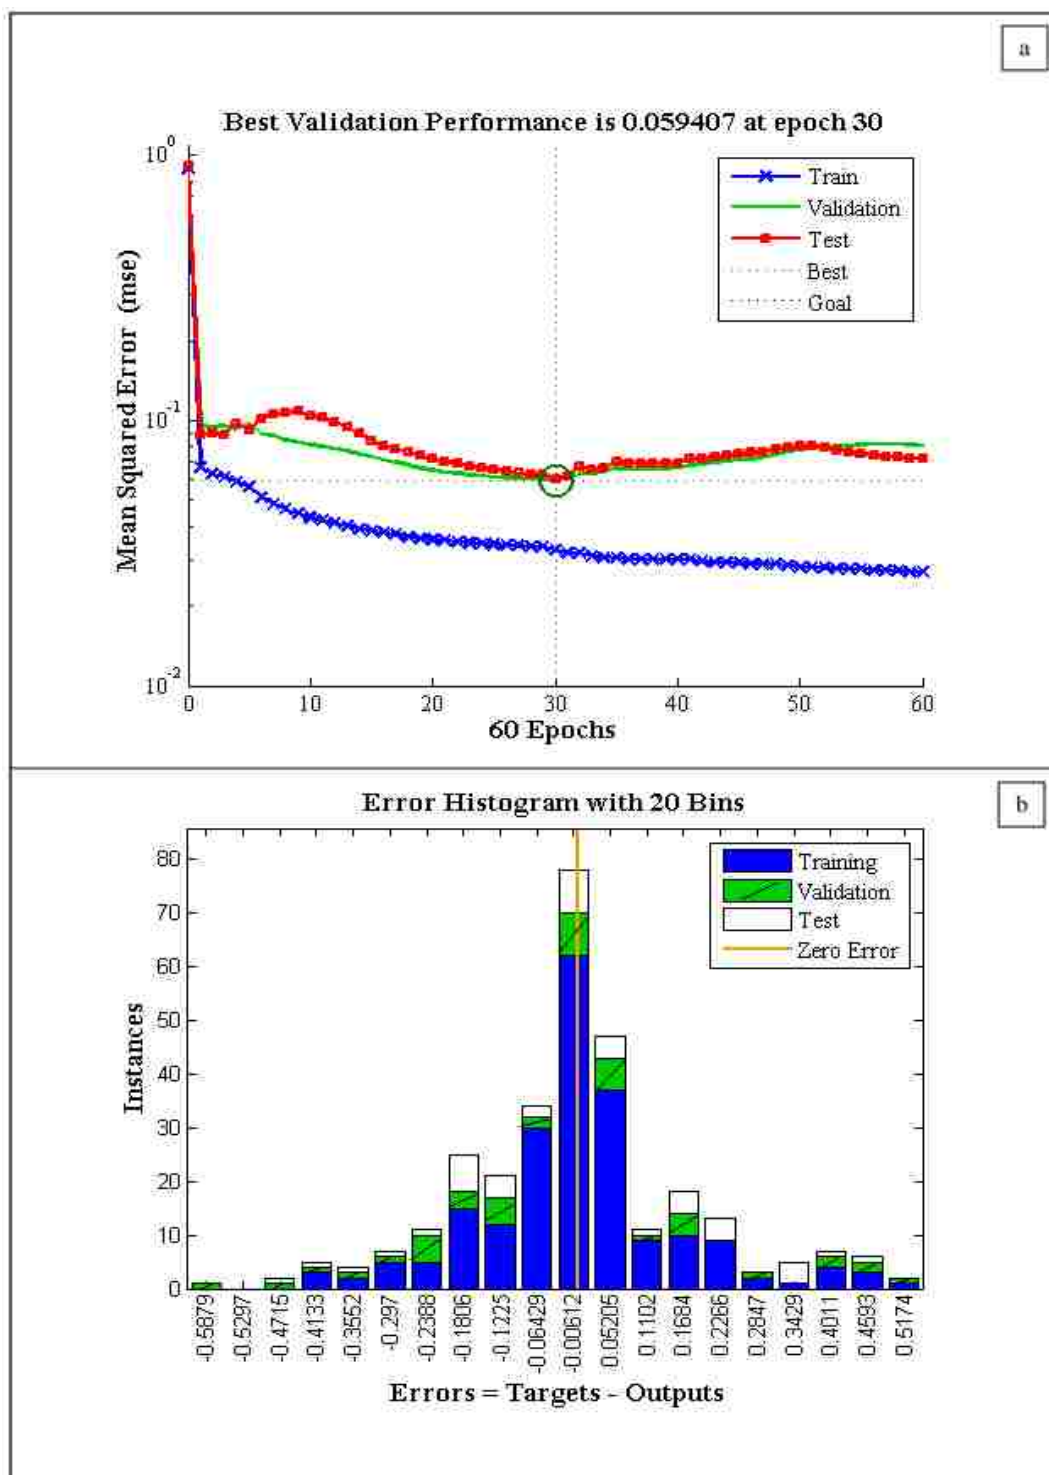 a
Best Validation Performance is 0.059407 at epoch 30
Mean Squared Error (mse)
10^0
10^-1
10^-2
Train
Validation
Test
Best
Goal
0 10 20 30 40 50 60
60 Epochs
b
Error Histogram with 20 Bins
Instances
80
70
60
50
40
30
20
10
0
Training
Validation
Test
Zero Error
-0.5879 -0.5297 -0.4715 -0.4133 -0.3552 -0.297 -0.2388 -0.1806 -0.1225 -0.06429 -0.00612 0.05205 0.1102 0.1684 0.2266 0.2847 0.3429 0.4011 0.4593 0.5174
Errors = Targets - Outputs